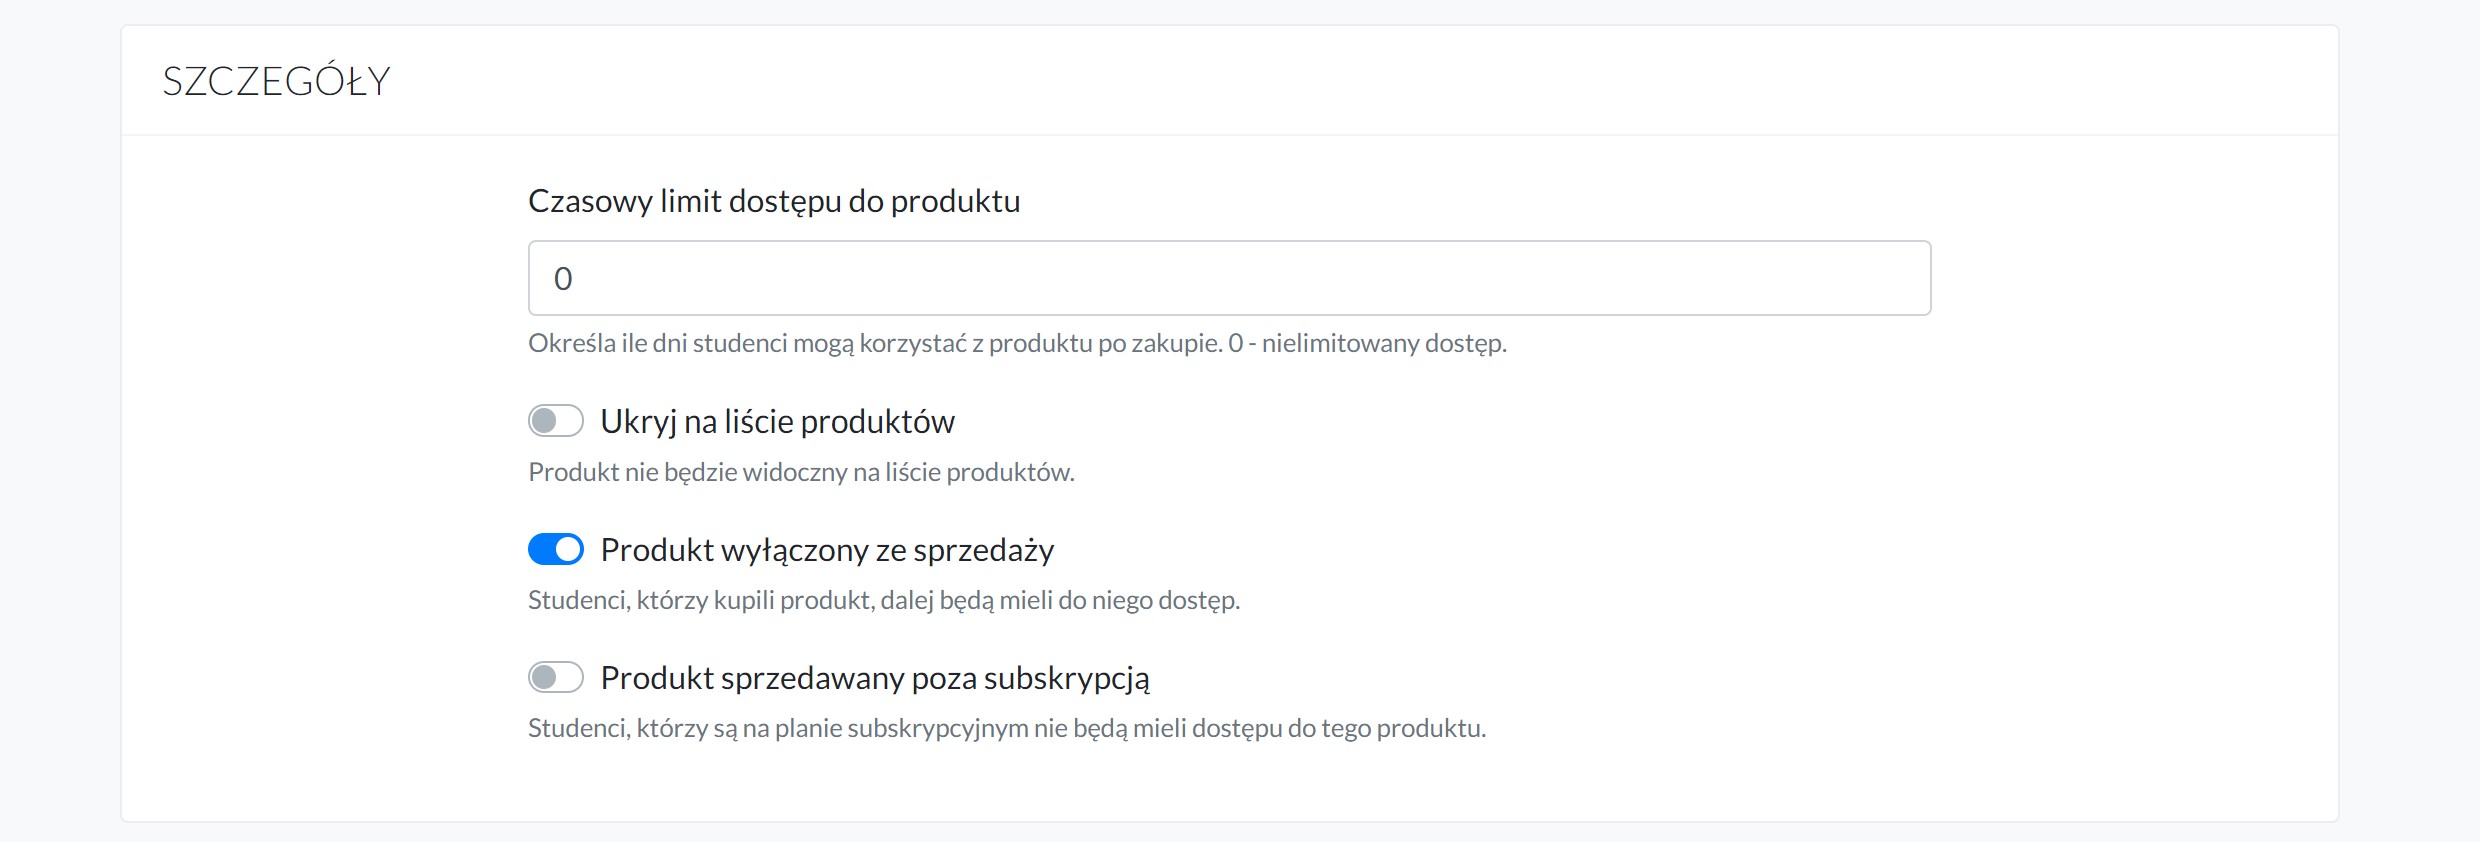 SZCZEGÓŁY
Czasowy limit dostępu do produktu
0
Określa ile dni studenci mogą korzystać z produktu po zakupie. 0 - nielimitowany dostęp.
Ukryj na liście produktów
Produkt nie będzie widoczny na liście produktów.
Produkt wyłączony ze sprzedaży
Studenci, którzy kupili produkt, dalej będą mieli do niego dostęp.
Produkt sprzedawany poza subskrypcją
Studenci, którzy są na planie subskrypcyjnym nie będą mieli dostępu do tego produktu.